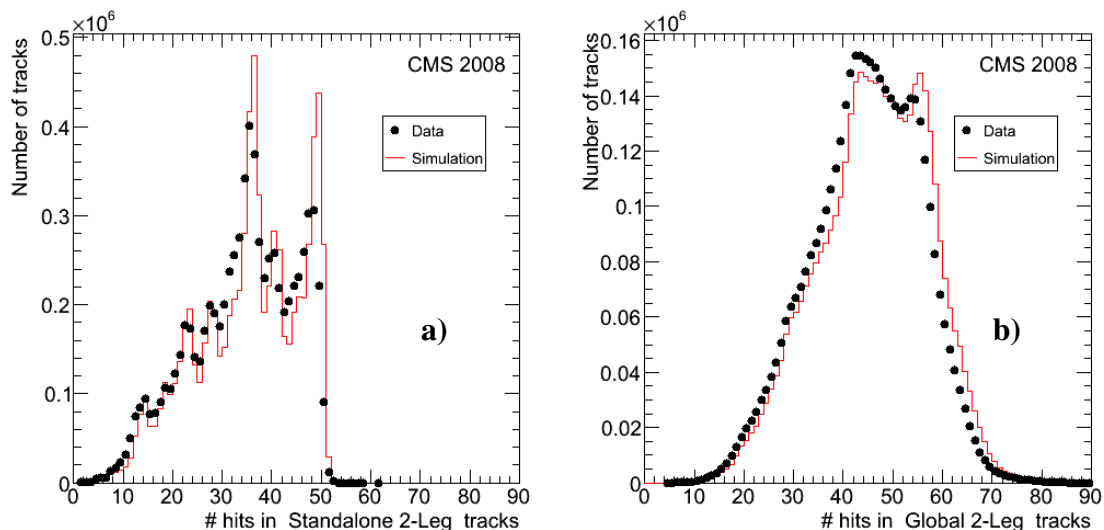 ×10⁶
Number of tracks
0.5
0.4
0.3
0.2
0.1
0
CMS 2008
Data
Simulation
a)
0 10 20 30 40 50 60 70 80 90
# hits in Standalone 2-Leg tracks
×10⁶
Number of tracks
0.16
0.14
0.12
0.1
0.08
0.06
0.04
0.02
0
CMS 2008
Data
Simulation
b)
0 10 20 30 40 50 60 70 80 90
# hits in Global 2-Leg tracks